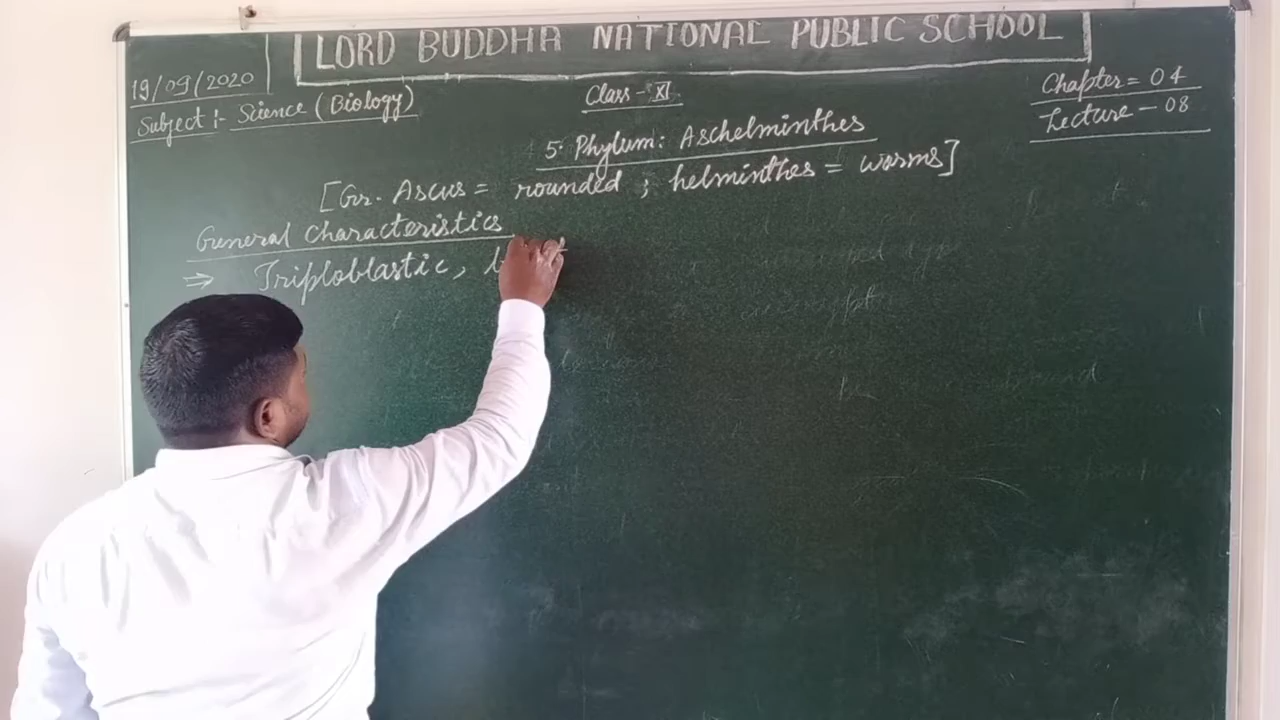 LORD BUDDHA NATIONAL PUBLIC SCHOOL
19/09/2020
Subject :- Science (Biology)
Class - XI
Chapter = 04
Lecture - 08
5. Phylum: Aschelminthes
[Gr. Ascus = rounded ; helminthes = worms]
General characteristics
⇒ Triploblastic,